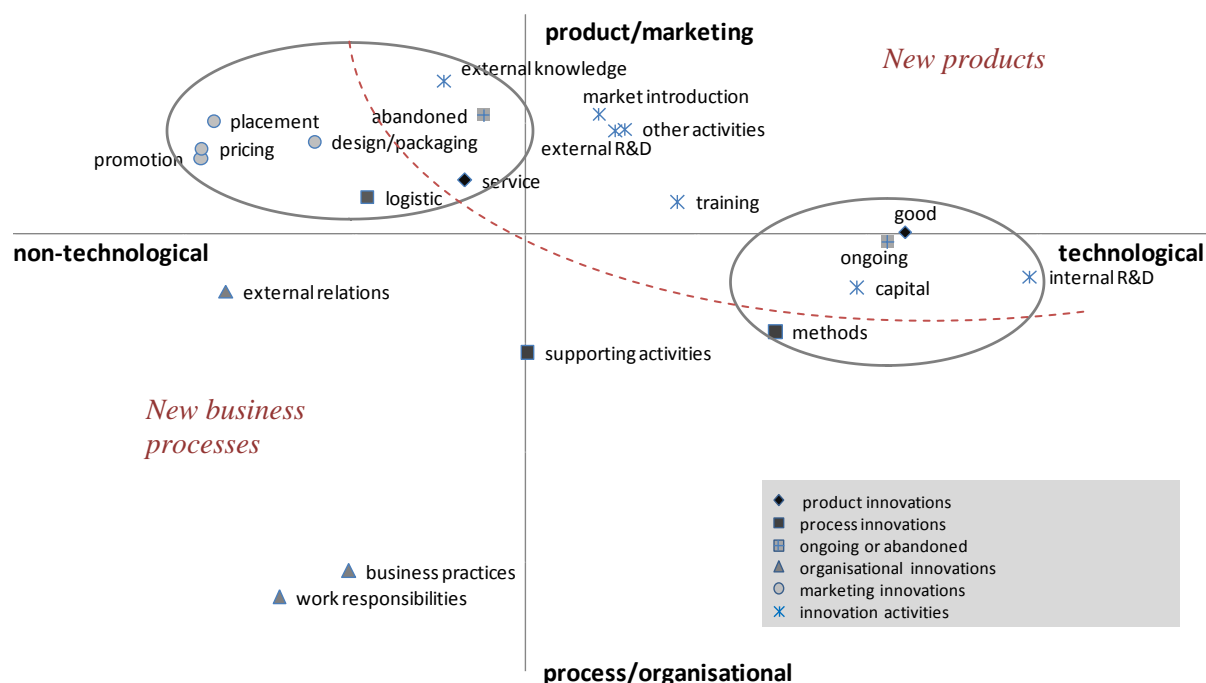 product/marketing
New products
external knowledge
market introduction
abandoned
placement
other activities
design/packaging
external R&D
pricing
promotion
service
logistic
training
good
non-technological
technological
ongoing
internal R&D
capital
external relations
methods
supporting activities
New business
processes
product innovations
process innovations
ongoing or abandoned
organisational innovations
marketing innovations
innovation activities
business practices
work responsibilities
process/organisational